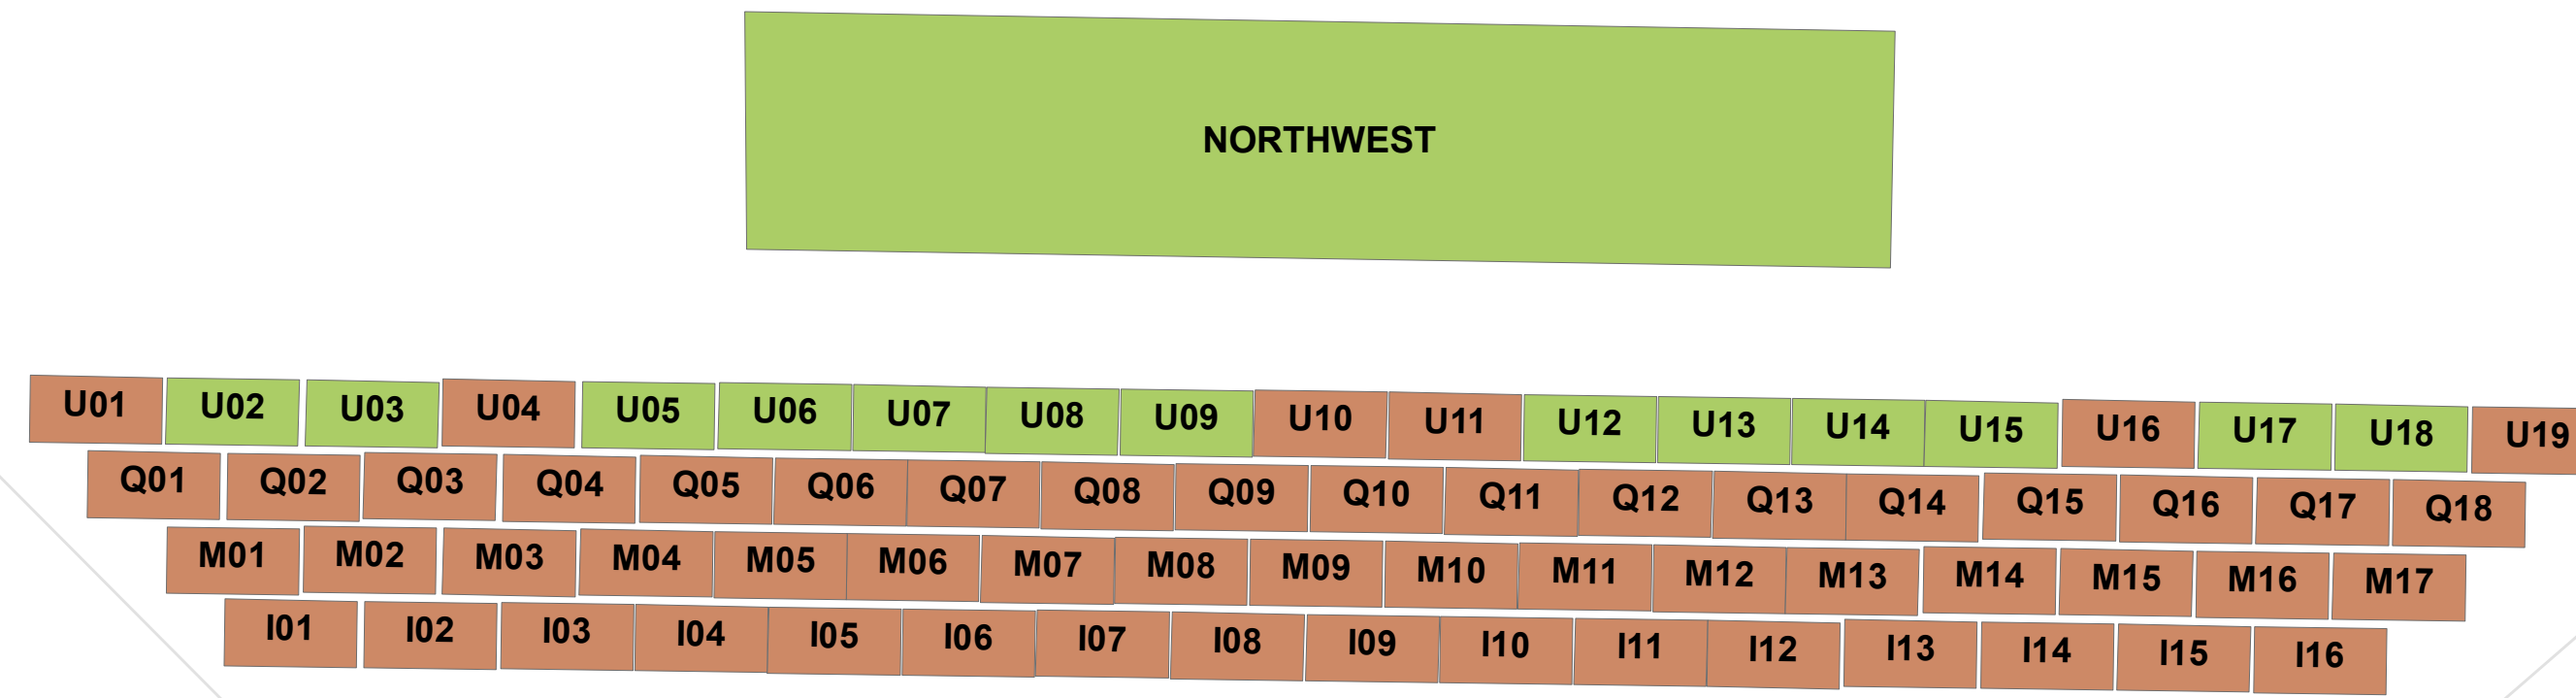 NORTHWEST
U01 U02 U03 U04 U05 U06 U07 U08 U09 U10 U11 U12 U13 U14 U15 U16 U17 U18 U19
Q01 Q02 Q03 Q04 Q05 Q06 Q07 Q08 Q09 Q10 Q11 Q12 Q13 Q14 Q15 Q16 Q17 Q18
M01 M02 M03 M04 M05 M06 M07 M08 M09 M10 M11 M12 M13 M14 M15 M16 M17
I01 I02 I03 I04 I05 I06 I07 I08 I09 I10 I11 I12 I13 I14 I15 I16